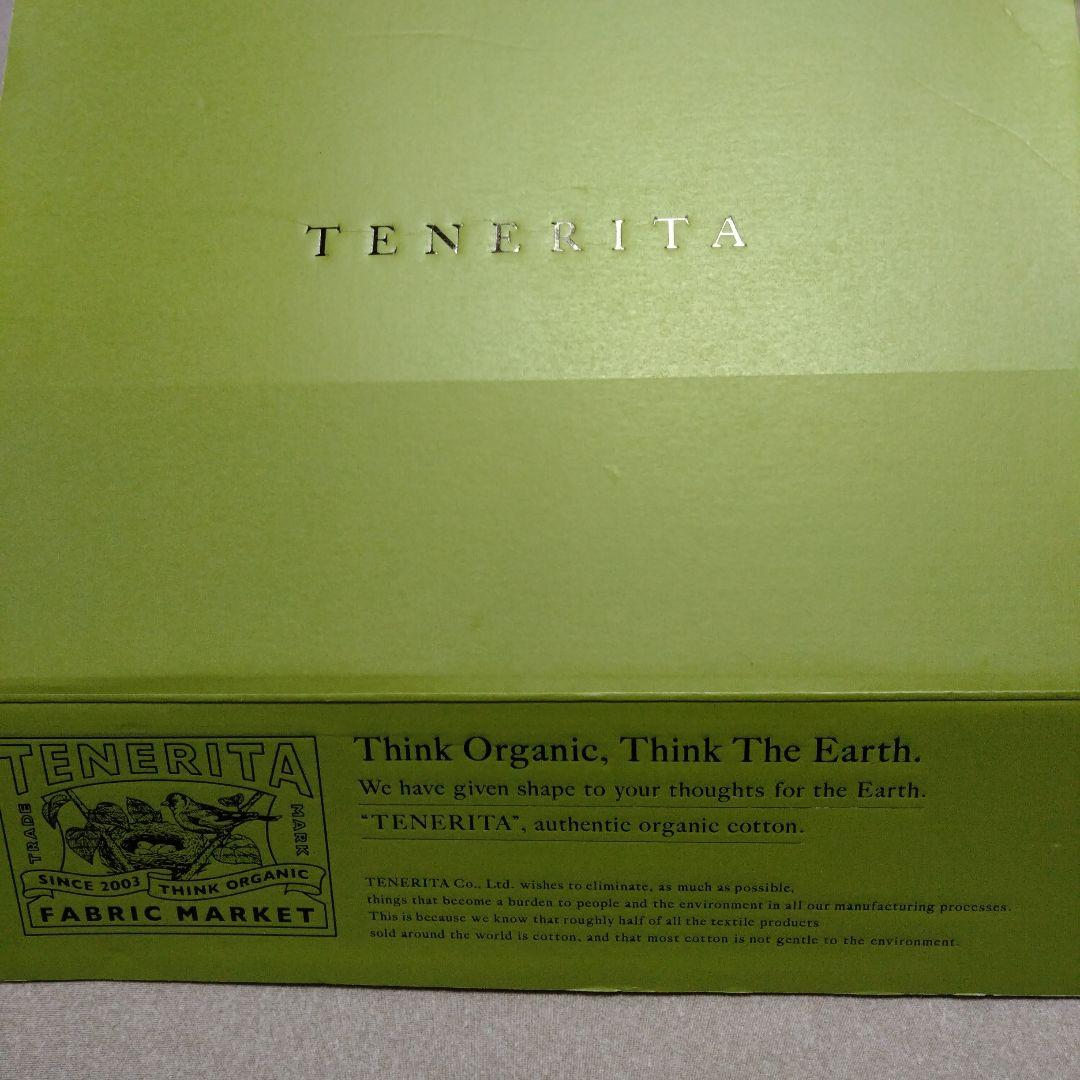 TENERITA
TENERITA
TRADE MARK
SINCE 2003 THINK ORGANIC
FABRIC MARKET
Think Organic, Think The Earth.
We have given shape to your thoughts for the Earth.
"TENERITA", authentic organic cotton.
TENERITA Co., Ltd. wishes to eliminate, as much as possible,
things that become a burden to people and the environment in all our manufacturing processes.
This is because we know that roughly half of all the textile products
sold around the world is cotton, and that most cotton is not gentle to the environment.